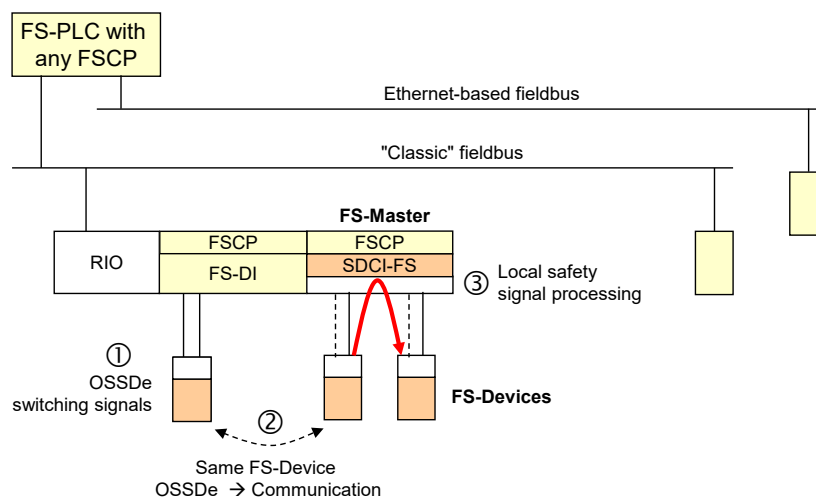 FS-PLC with
any FSCP
Ethernet-based fieldbus
"Classic" fieldbus
FS-Master
FSCP
FSCP
RIO
FS-DI
SDCI-FS
③ Local safety
signal processing
①
OSSDe
switching signals
②
FS-Devices
Same FS-Device
OSSDe → Communication